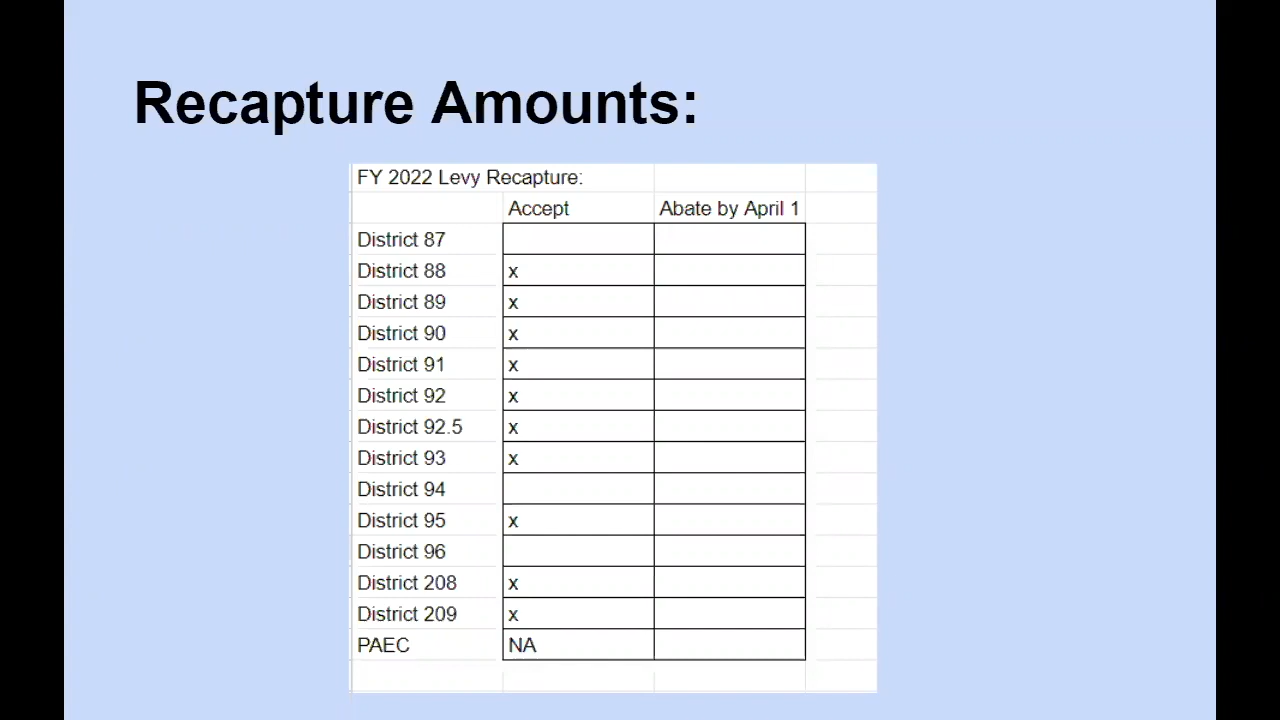 Recapture Amounts:
FY 2022 Levy Recapture:
Accept Abate by April 1
District 87
District 88 x
District 89 x
District 90 x
District 91 x
District 92 x
District 92.5 x
District 93 x
District 94
District 95 x
District 96
District 208 x
District 209 x
PAEC NA